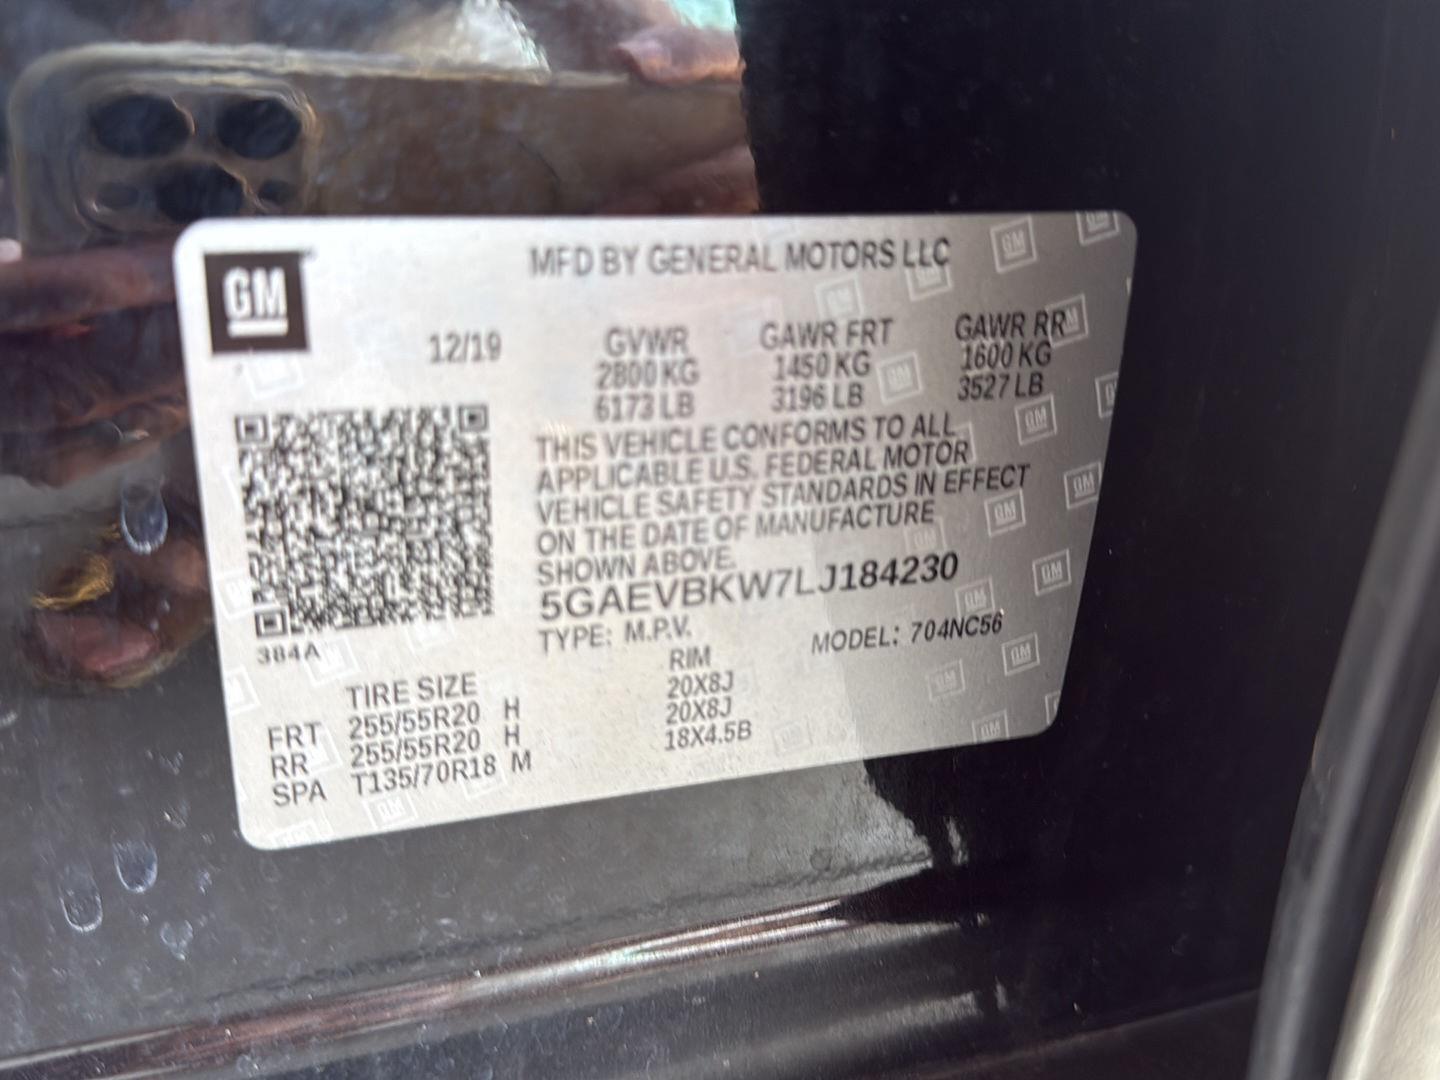 GM
MFD BY GENERAL MOTORS LLC
12/19
GVWR GAWR FRT GAWR RR
2800 KG 1450 KG 1600 KG
6173 LB 3196 LB 3527 LB
THIS VEHICLE CONFORMS TO ALL
APPLICABLE U.S. FEDERAL MOTOR
VEHICLE SAFETY STANDARDS IN EFFECT
ON THE DATE OF MANUFACTURE
SHOWN ABOVE.
5GAEVBKW7LJ184230
TYPE: M.P.V. MODEL: 704NC56
384A
TIRE SIZE RIM
FRT 255/55R20 H 20X8J
RR 255/55R20 H 20X8J
SPA T135/70R18 M 18X4.5B